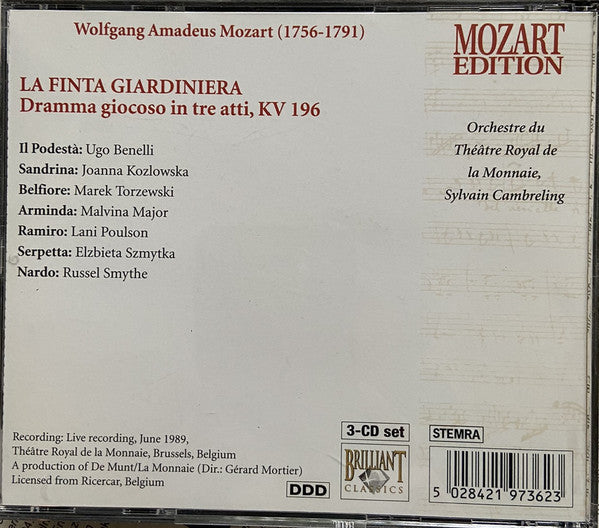 Wolfgang Amadeus Mozart (1756-1791)
MOZART
EDITION
LA FINTA GIARDINIERA
Dramma giocoso in tre atti, KV 196
Il Podestà: Ugo Benelli
Sandrina: Joanna Kozlowska
Belfiore: Marek Torzewski
Arminda: Malvina Major
Ramiro: Lani Poulson
Serpetta: Elzbieta Szmytka
Nardo: Russel Smythe
Orchestre du
Théâtre Royal de
la Monnaie,
Sylvain Cambreling
Recording: Live recording, June 1989,
Théâtre Royal de la Monnaie, Brussels, Belgium
A production of De Munt/La Monnaie (Dir.: Gérard Mortier)
Licensed from Ricercar, Belgium
DDD
3-CD set
BRILLIANT
CLASSICS
STEMRA
5 028421 973623